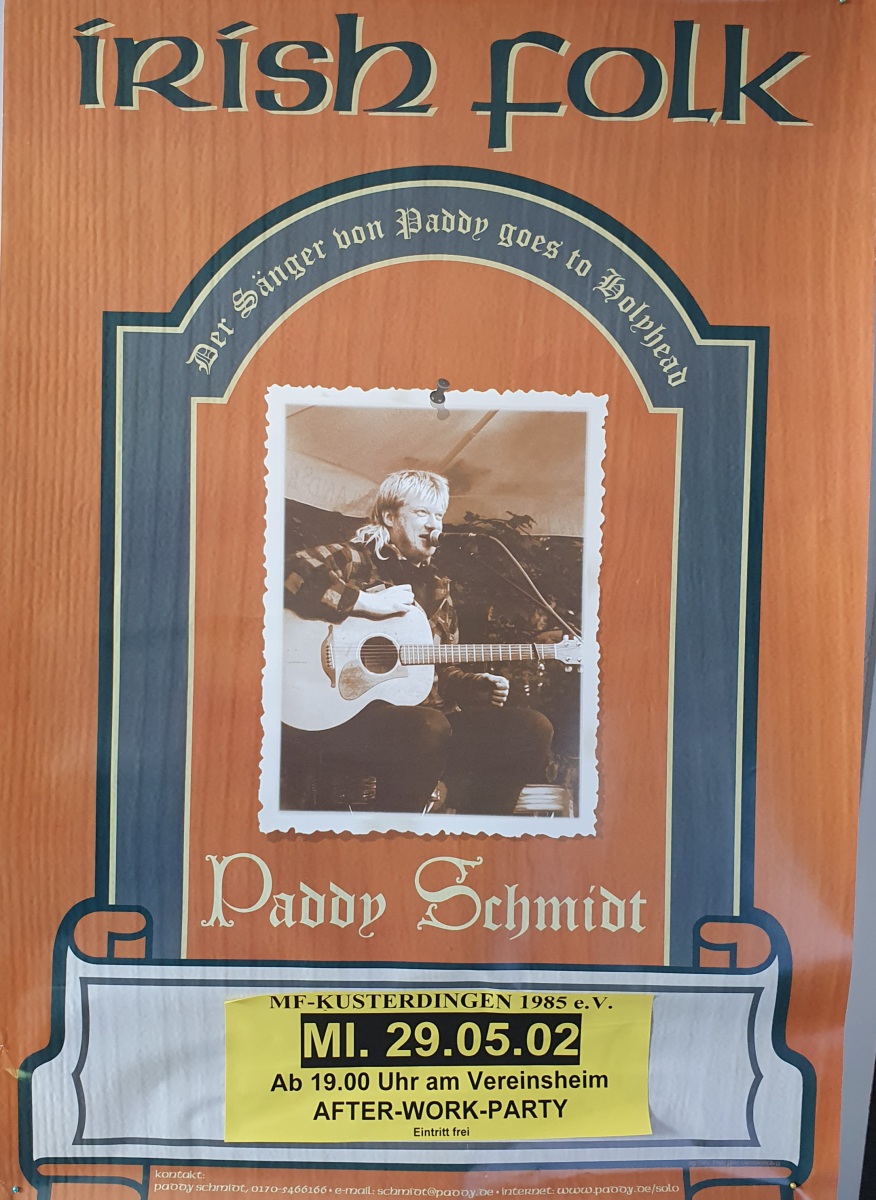 irish folk
Der Sänger von Paddy goes to Holyhead
Paddy Schmidt
MF-KUSTERDINGEN 1985 e.V.
MI. 29.05.02
Ab 19.00 Uhr am Vereinsheim
AFTER-WORK-PARTY
Eintritt frei
kontakt:
paddy schmidt, 0170-5466166 • e-mail: schmidt@paddy.de • internet: www.paddy.de/solo